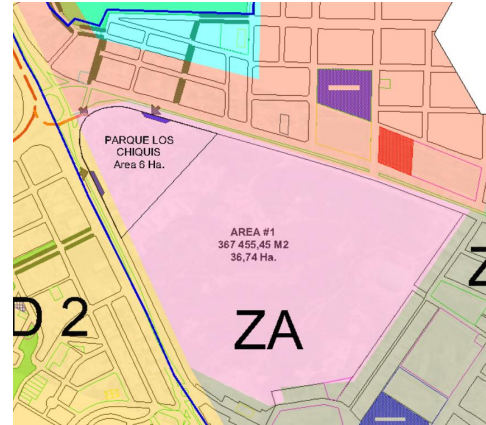 PARQUE LOS
CHIQUIS
Area 6 Ha.
AREA #1
367 455,45 M2
36,74 Ha.
D 2
ZA
Z